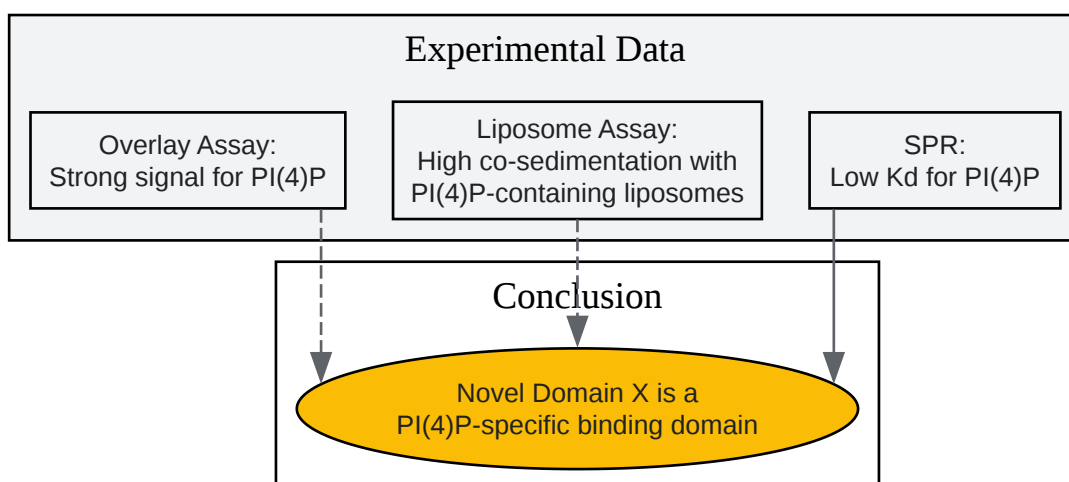 Experimental Data
Overlay Assay:
Strong signal for PI(4)P
Liposome Assay:
High co-sedimentation with
PI(4)P-containing liposomes
SPR:
Low Kd for PI(4)P
Conclusion
Novel Domain X is a
PI(4)P-specific binding domain